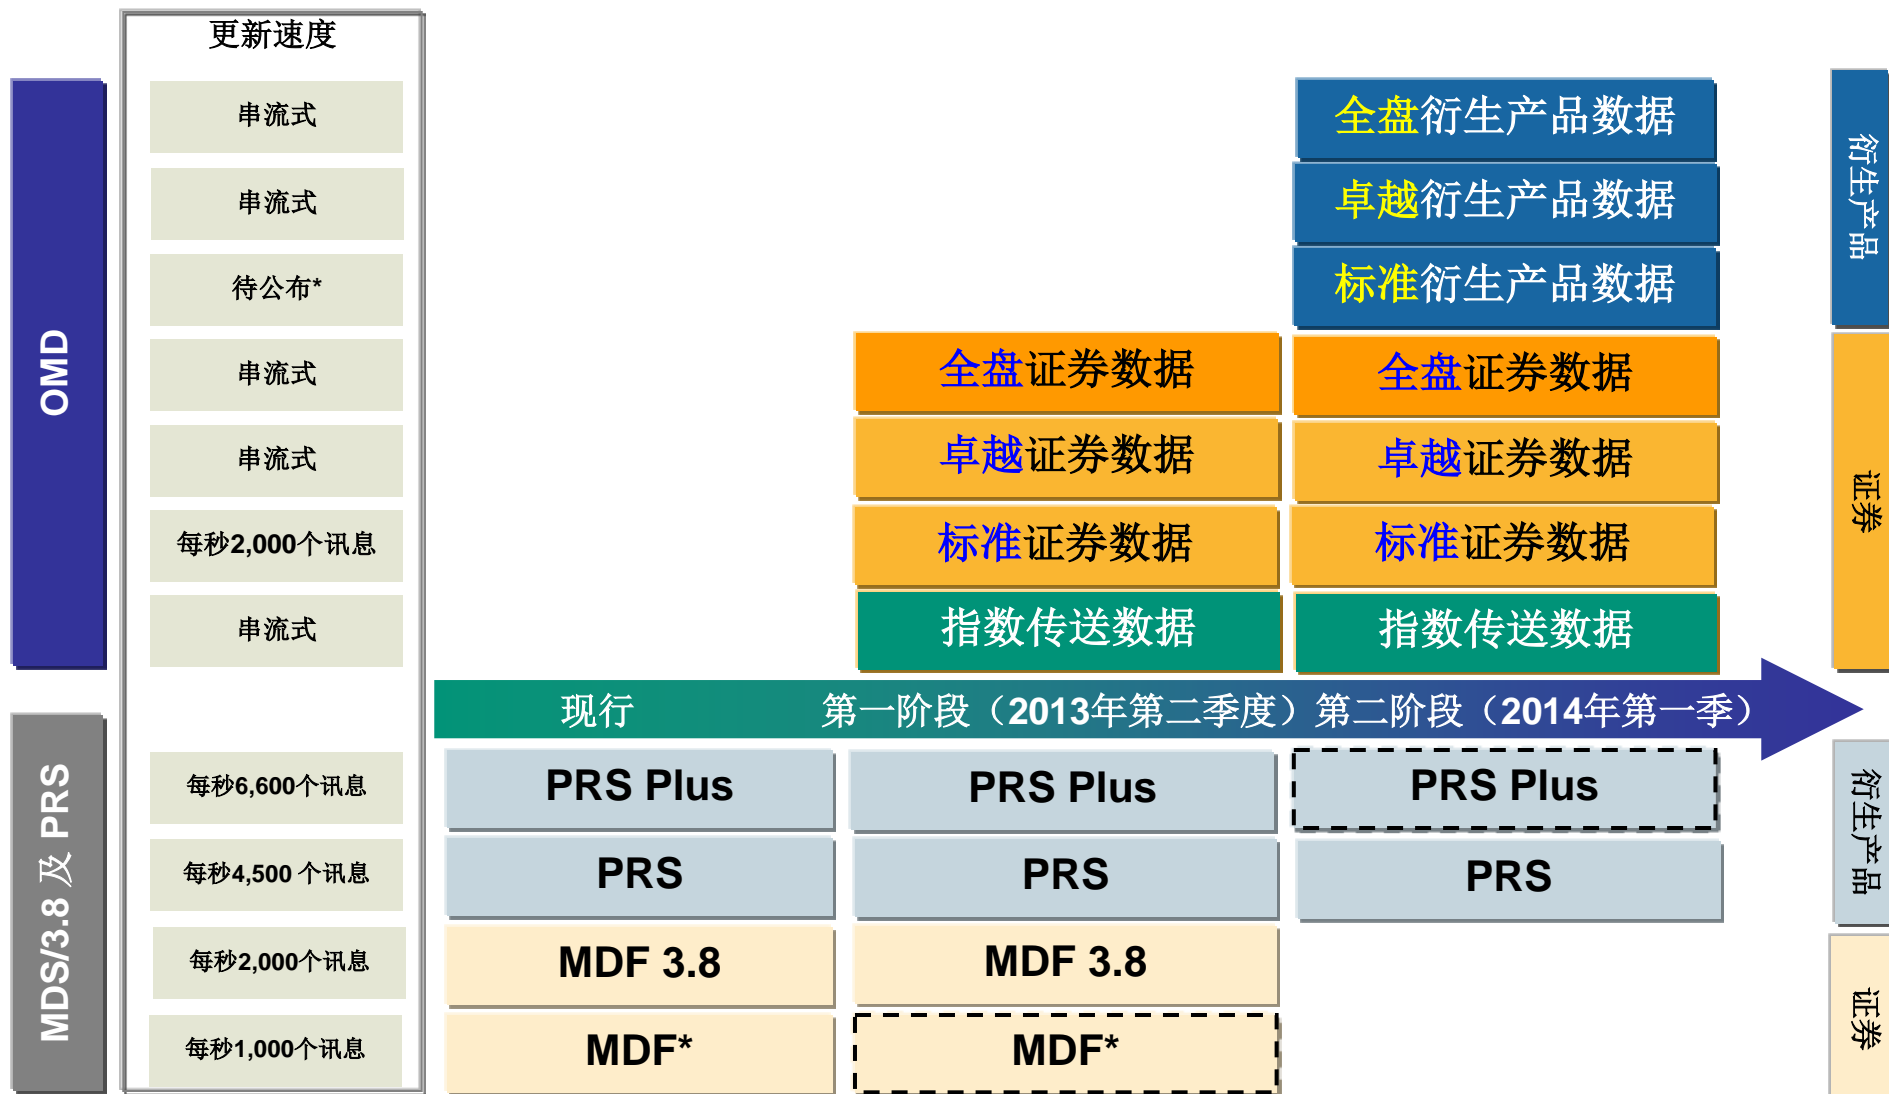 更新速度
串流式
全盘衍生产品数据
串流式
卓越衍生产品数据
待公布*
标准衍生产品数据
衍生产品
OMD
串流式
全盘证券数据
全盘证券数据
串流式
卓越证券数据
卓越证券数据
每秒2,000个讯息
标准证券数据
标准证券数据
串流式
指数传送数据
指数传送数据
证券
现行
第一阶段（2013年第二季度）
第二阶段（2014年第一季）
MDS/3.8 及 PRS
每秒6,600个讯息
PRS Plus
PRS Plus
PRS Plus
每秒4,500 个讯息
PRS
PRS
PRS
衍生产品
每秒2,000个讯息
MDF 3.8
MDF 3.8
每秒1,000个讯息
MDF*
MDF*
证券